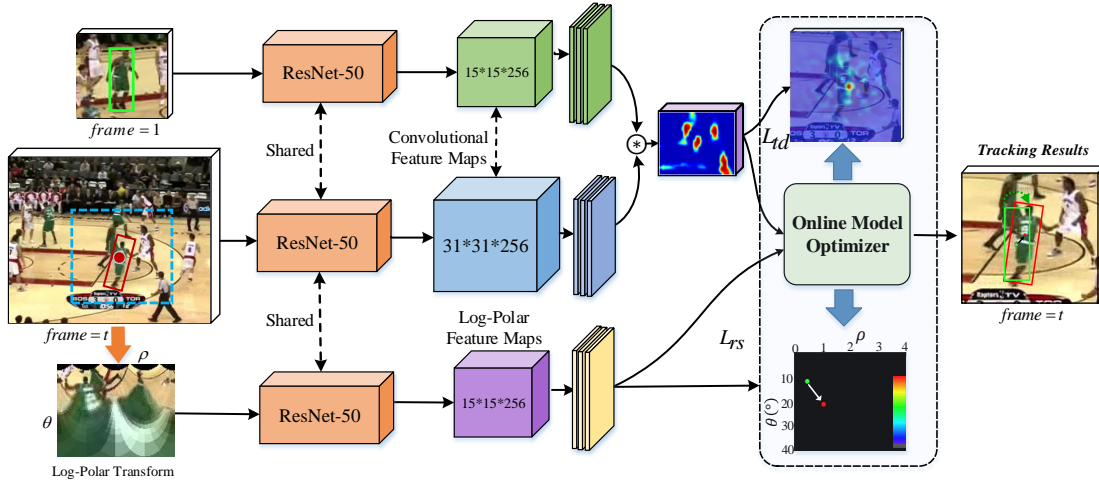 frame = 1
ResNet-50
15*15*256
Shared
Convolutional
Feature Maps
*
L_td
Tracking Results
ResNet-50
31*31*256
Online Model
Optimizer
frame = t
Raptors TV
frame = t
Shared
Log-Polar
Feature Maps
L_rs
ρ
θ
ResNet-50
15*15*256
Log-Polar Transform
ρ
0 1 2 3 4
10
20
30
40
θ(°)